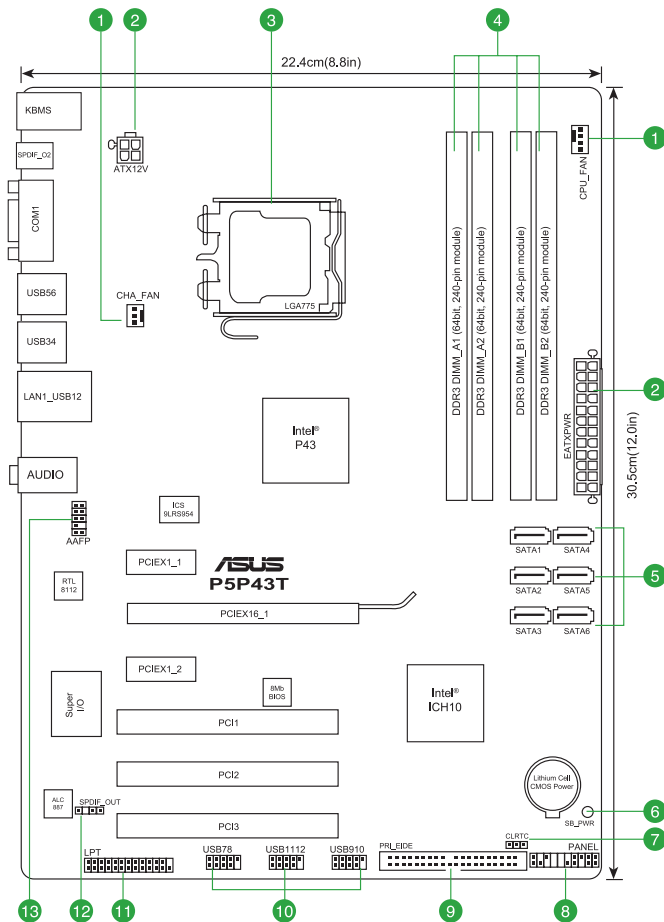 1
2
3
4
22.4cm(8.8in)
KBMS
SPDIF_O2
ATX12V
CPU_FAN
1
COM1
DDR3 DIMM_A1 (64bit, 240-pin module)
DDR3 DIMM_A2 (64bit, 240-pin module)
DDR3 DIMM_B1 (64bit, 240-pin module)
DDR3 DIMM_B2 (64bit, 240-pin module)
USB56
CHA_FAN
LGA775
USB34
LAN1_USB12
EATXPWR
2
30.5cm(12.0in)
Intel®
P43
AUDIO
ICS
9LRS954
AAFP
SATA1
SATA4
PCIEX1_1
ASUS
P5P43T
RTL
8112
SATA2
SATA5
5
PCIEX16_1
SATA3
SATA6
PCIEX1_2
Super
I/O
8Mb
BIOS
Intel®
ICH10
PCI1
PCI2
Lithium Cell
CMOS Power
ALC
887
SPDIF_OUT
SB_PWR
6
PCI3
CLRTC
7
LPT
USB78
USB1112
USB910
PRI_EIDE
PANEL
13
12
11
10
9
8